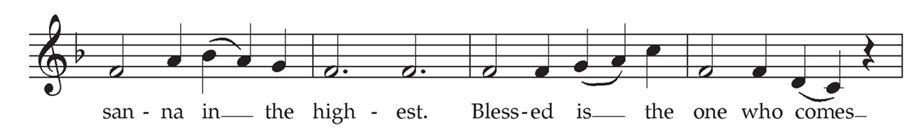 san - na in the high - est. Bless-ed is the one who comes